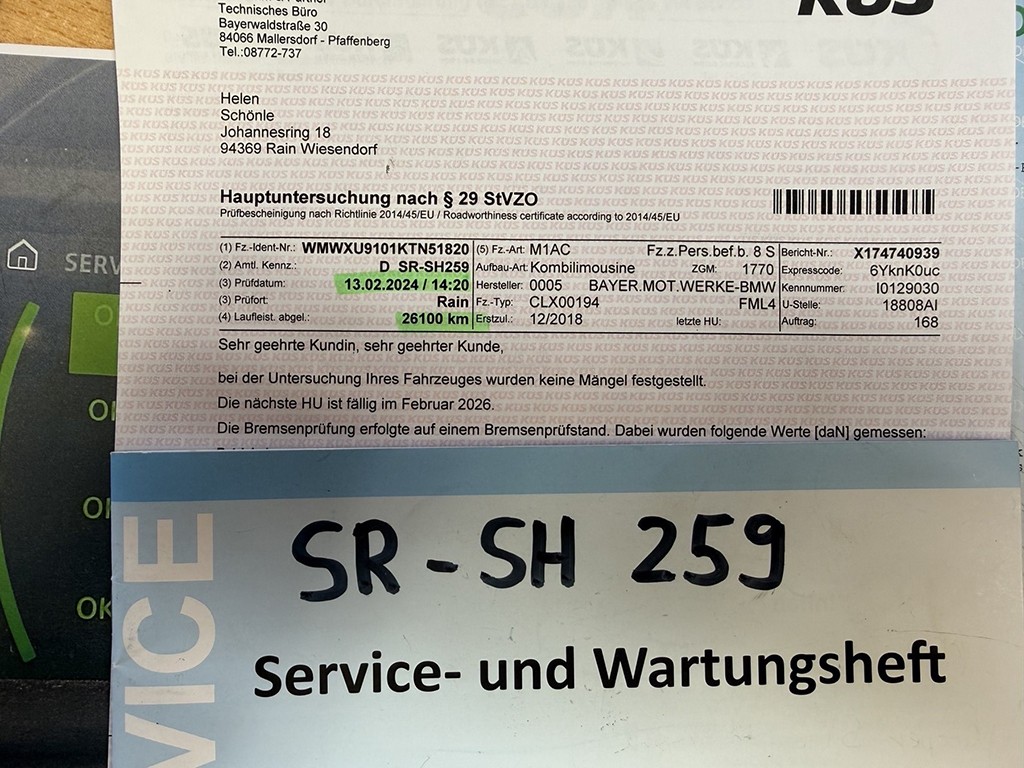 Technisches Büro
Bayerwaldstraße 30
84066 Mallersdorf - Pfaffenberg
Tel.:08772-737
KÜS
Helen
Schönle
Johannesring 18
94369 Rain Wiesendorf
Hauptuntersuchung nach § 29 StVZO
Prüfbescheinigung nach Richtlinie 2014/45/EU / Roadworthiness certificate according to 2014/45/EU
(1) Fz.-Ident-Nr.: WMWXU9101KTN51820 (5) Fz.-Art: M1AC Fz.z.Pers.bef.b. 8 S Bericht-Nr.: X174740939
(2) Amtl. Kennz.: D SR-SH259 Aufbau-Art: Kombilimousine ZGM: 1770 Expresscode: 6YknK0uc
(3) Prüfdatum: 13.02.2024 / 14:20 Hersteller: 0005 BAYER.MOT.WERKE-BMW Kennnummer: I0129030
(3) Prüfort: Rain Fz.-Typ: CLX00194 FML4 U-Stelle: 18808AI
(4) Laufleist. abgel.: 26100 km Erstzul.: 12/2018 letzte HU: Auftrag: 168
Sehr geehrte Kundin, sehr geehrter Kunde,
bei der Untersuchung Ihres Fahrzeuges wurden keine Mängel festgestellt.
Die nächste HU ist fällig im Februar 2026.
Die Bremsenprüfung erfolgte auf einem Bremsenprüfstand. Dabei wurden folgende Werte [daN] gemessen:
SERV
OK
OK
OK
VICE
SR-SH 259
Service- und Wartungsheft